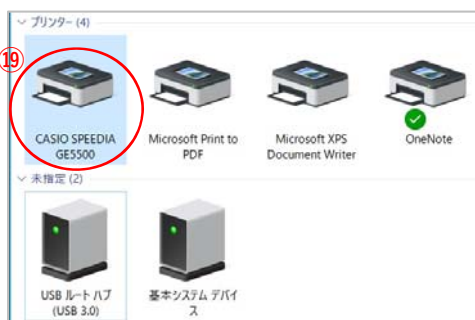 プリンター (4)
⑲
CASIO SPEEDIA
GE5500
Microsoft Print to
PDF
Microsoft XPS
Document Writer
OneNote
未指定 (2)
USB ルート ハブ
(USB 3.0)
基本システム デバイ
ス